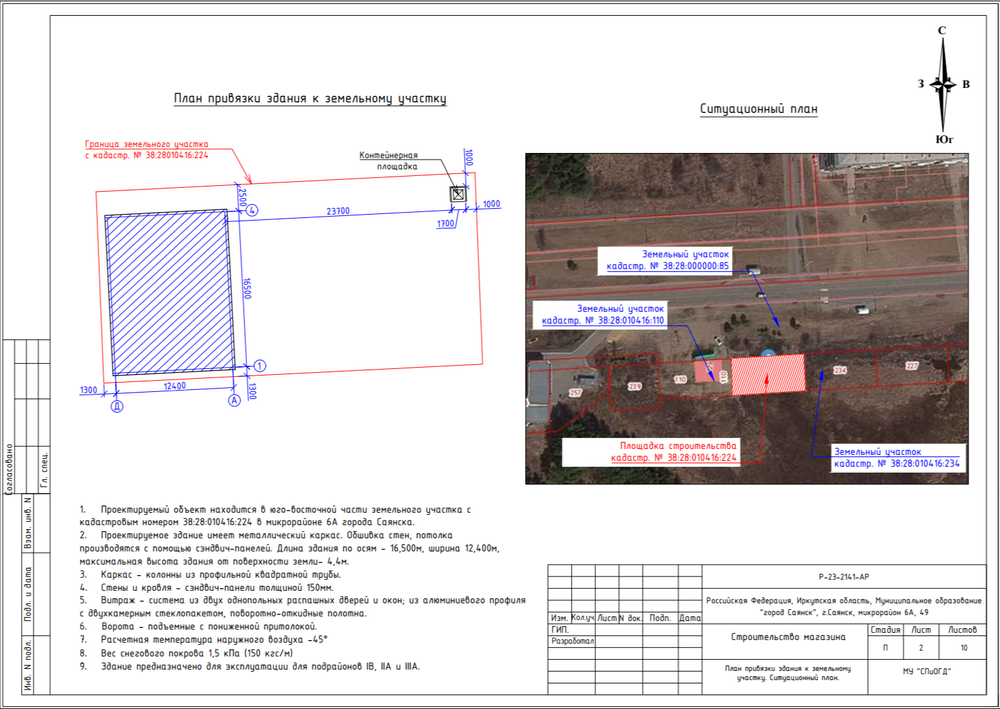 С
З
В
Юг
План привязки здания к земельному участку
Ситуационный план
Граница земельного участка
с кадастр. № 38:28010416:224
Контейнерная
площадка
1000
2500
4
23700
1000
1700
16500
1
1300
12400
1300
Д
А
Земельный участок
кадастр. № 38:28:000000:85
Земельный участок
кадастр. № 38:28:010416:110
110
110
239
257
234
227
Площадка строительства
кадастр. № 38:28:010416:224
Земельный участок
кадастр. № 38:28:010416:234
1. Проектируемый объект находится в юго-восточной части земельного участка с
кадастровым номером 38:28:010416:224 в микрорайоне 6А города Саянска.
2. Проектируемое здание имеет металлический каркас. Обшивка стен, потолка
производятся с помощью сэндвич-панелей. Длина здания по осям - 16,500м, ширина 12,400м,
максимальная высота здания от поверхности земли- 4,4м.
3. Каркас - колонны из профильной квадратной трубы.
4. Стены и кровля - сэндвич-панели толщиной 150мм.
5. Витраж - система из двух однопольных распашных дверей и окон; из алюминиевого профиля
с двухкамерным стеклопакетом, поворотно-откидные полотна.
6. Ворота - подъемные с пониженной притолокой.
7. Расчетная температура наружного воздуха -45°
8. Вес снегового покрова 1,5 кПа (150 кгс/м)
9. Здание предназначено для эксплуатации для подрайонов IВ, IIА и IIIА.
Согласовано
Гл. спец.
Взам. инв. N
Подл. и дата
Инв. N подл.
Р-23-2141-АР
Российская Федерация, Иркутская область, Муниципальное образование
"город Саянск", г.Саянск, микрорайон 6А, 49
Изм. Кол.уч. Лист N док. Подп. Дата
ГИП.
Разработал
Строительство магазина
Стадия Лист Листов
П 2 10
План привязки здания к земельному
участку. Ситуационный план.
МУ "СПиОГД"